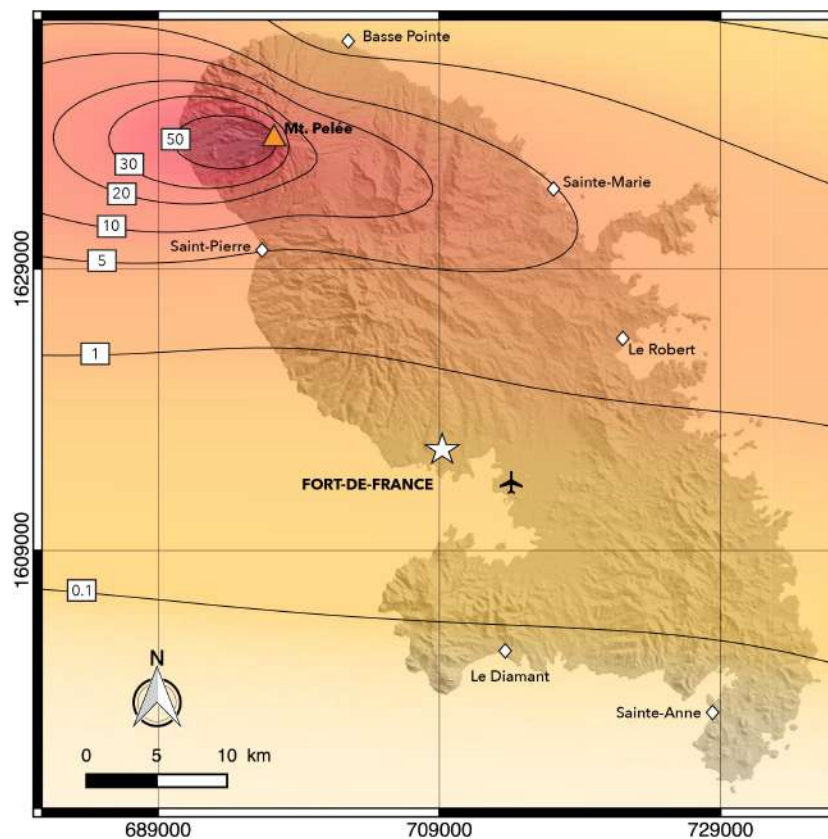 Basse Pointe
Mt. Pelée
50
30
Sainte-Marie
20
10
Saint-Pierre
5
1629000
Le Robert
1
FORT-DE-FRANCE
1609000
0.1
N
Le Diamant
Sainte-Anne
0 5 10 km
689000 709000 729000